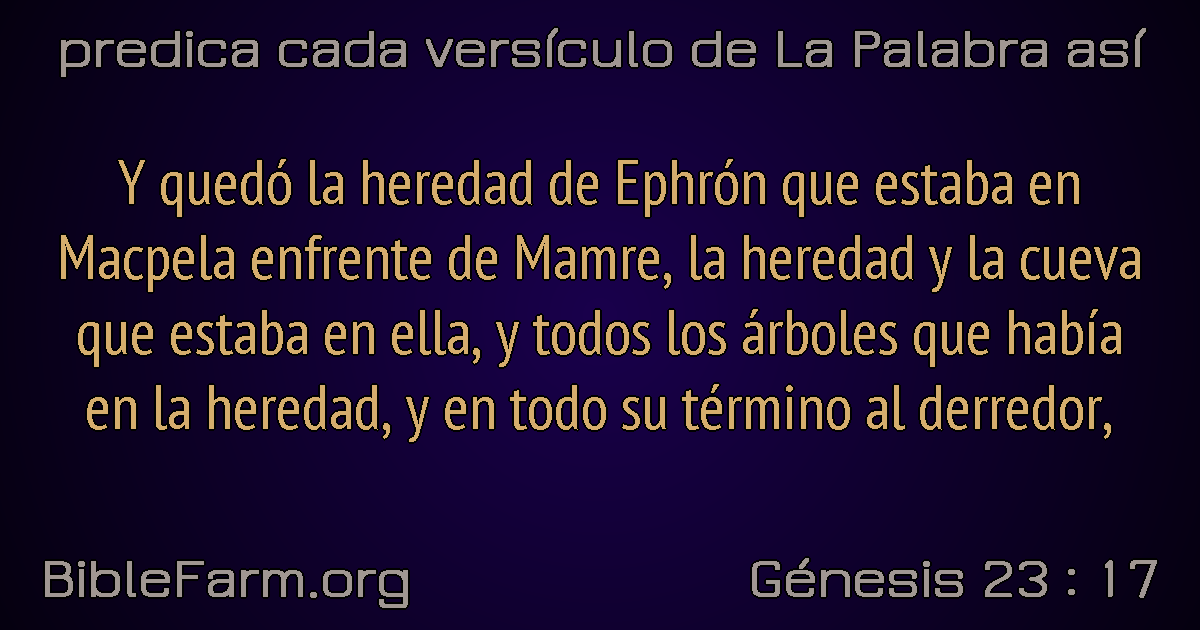 predica cada versículo de La Palabra así
Y quedó la heredad de Ephrón que estaba en
Macpela enfrente de Mamre, la heredad y la cueva
que estaba en ella, y todos los árboles que había
en la heredad, y en todo su término al derredor,
BibleFarm.org
Génesis 23 : 17